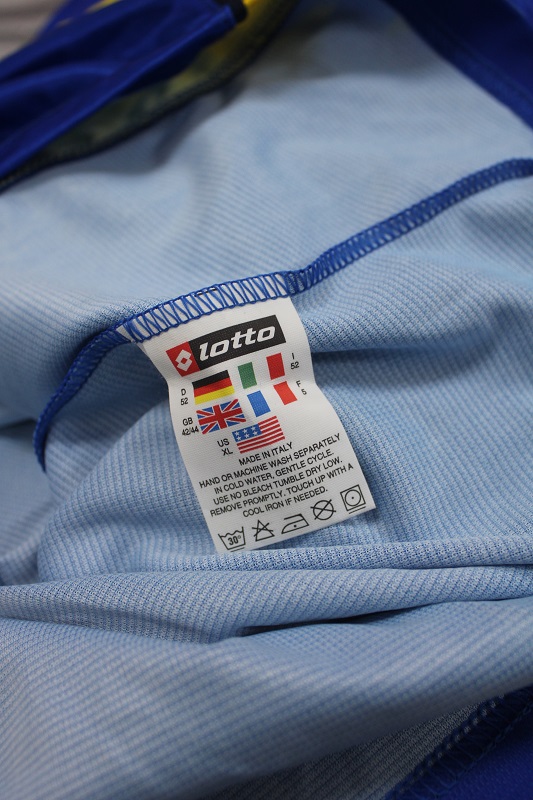 lotto
D
52
I
52
GB
42/44
F
5
US
XL
MADE IN ITALY
HAND OR MACHINE WASH SEPARATELY
IN COLD WATER, GENTLE CYCLE.
USE NO BLEACH TUMBLE DRY LOW.
REMOVE PROMPTLY. TOUCH UP WITH A
COOL IRON IF NEEDED.
30°